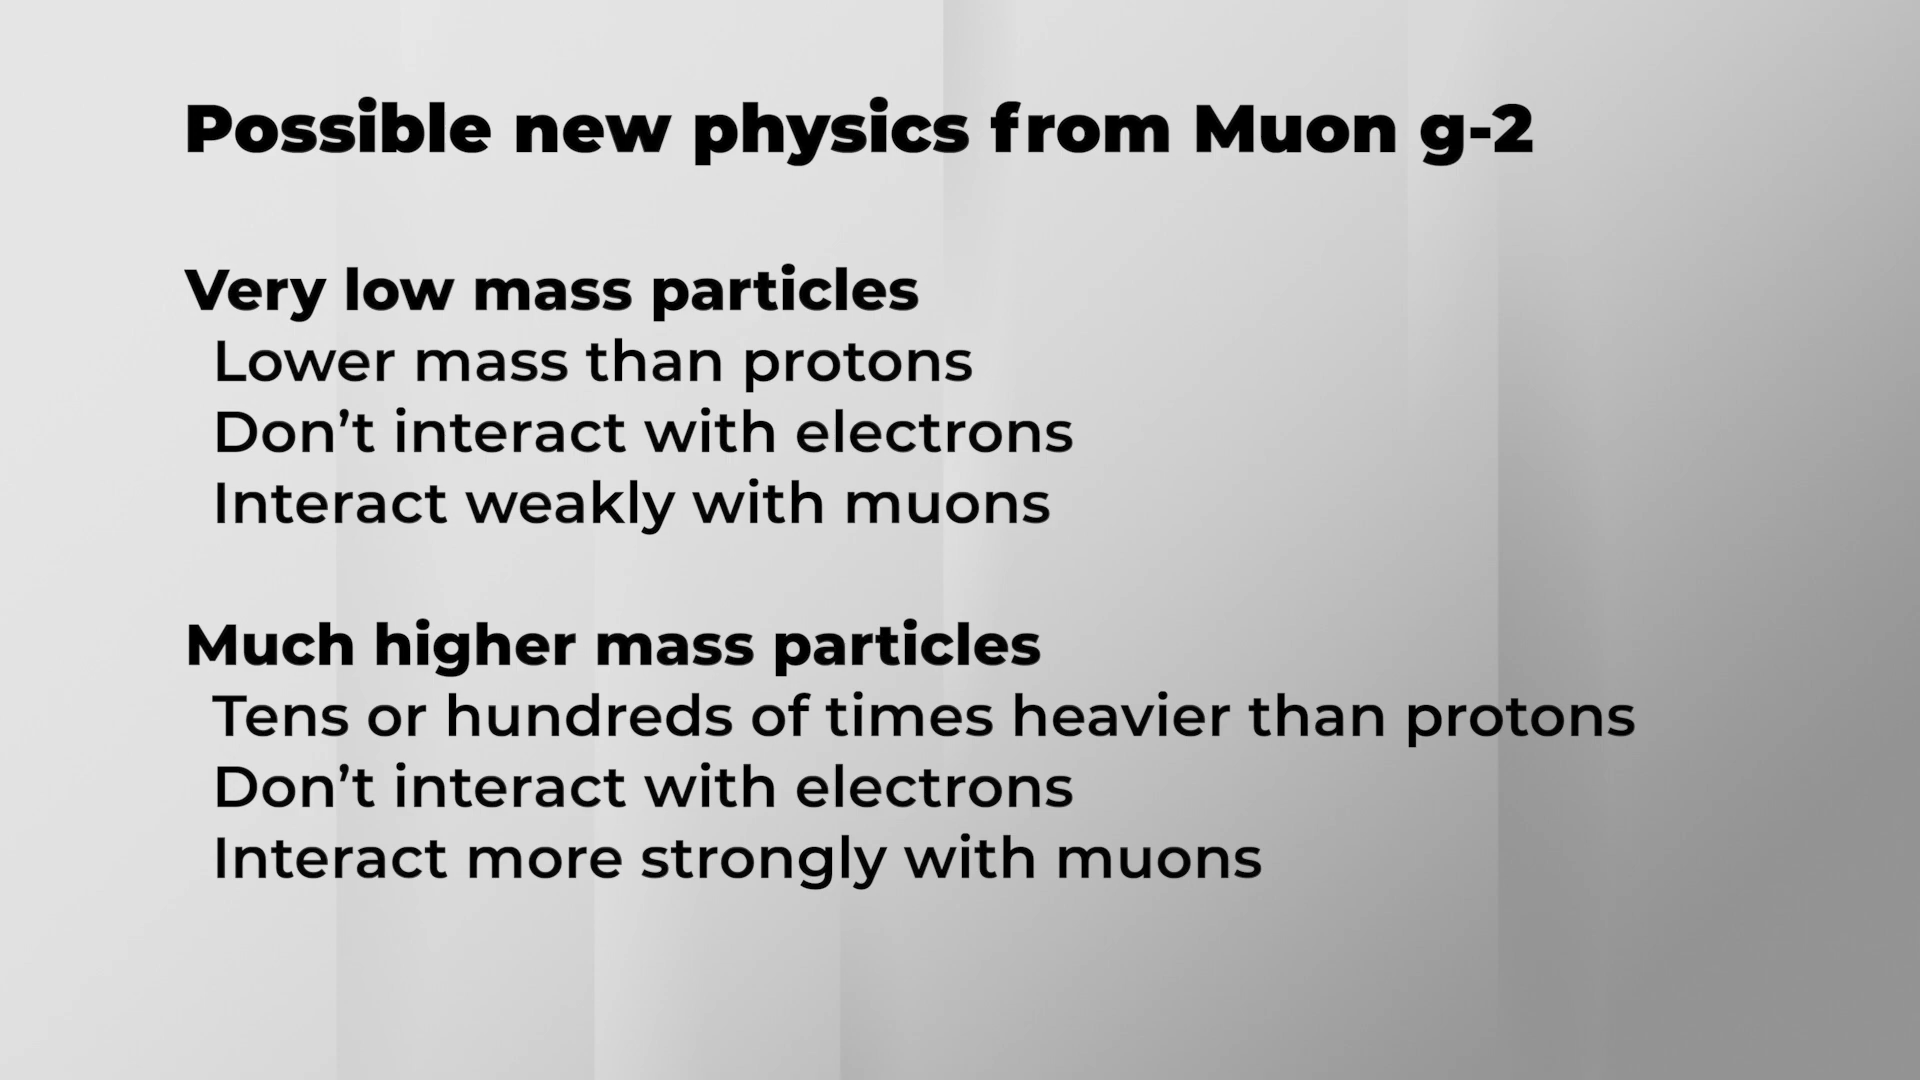 Possible new physics from Muon g-2
Very low mass particles
Lower mass than protons
Don’t interact with electrons
Interact weakly with muons
Much higher mass particles
Tens or hundreds of times heavier than protons
Don’t interact with electrons
Interact more strongly with muons